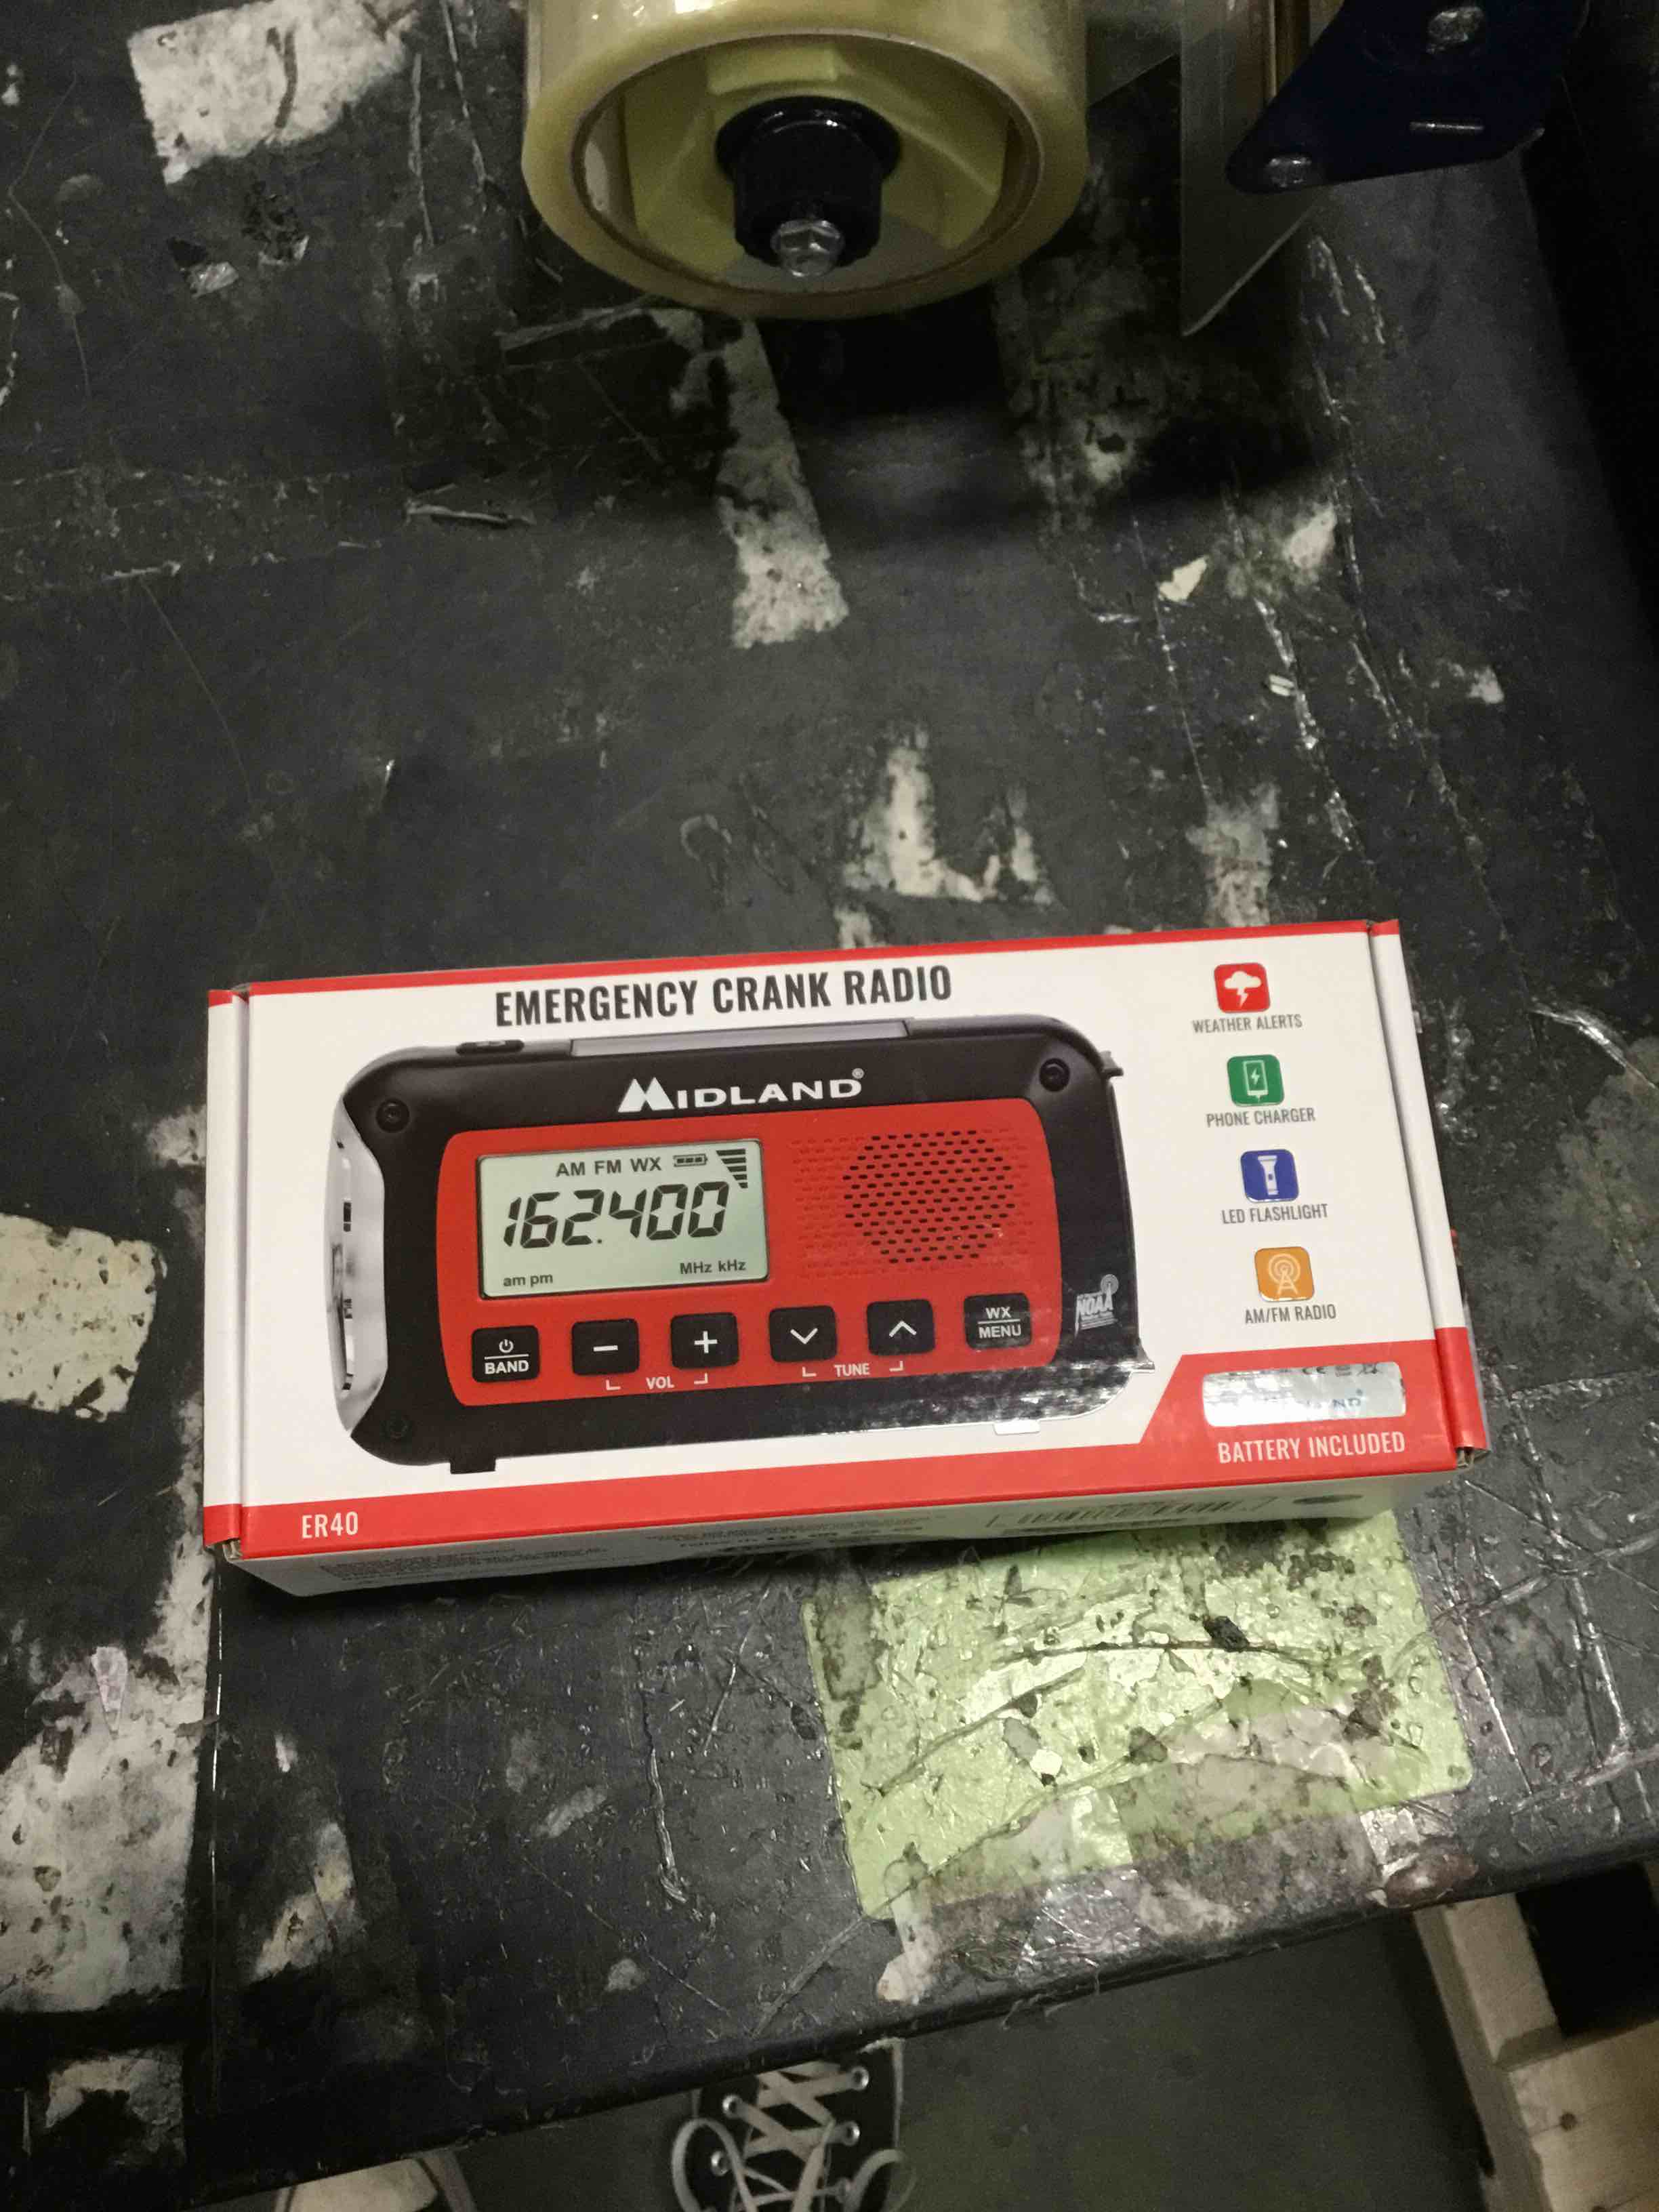 EMERGENCY CRANK RADIO
MIDLAND®
AM FM WX
162.400
am pm
MHz kHz
BAND
VOL
TUNE
WX
MENU
NOAA
WEATHER ALERTS
PHONE CHARGER
LED FLASHLIGHT
AM/FM RADIO
BATTERY INCLUDED
ER40